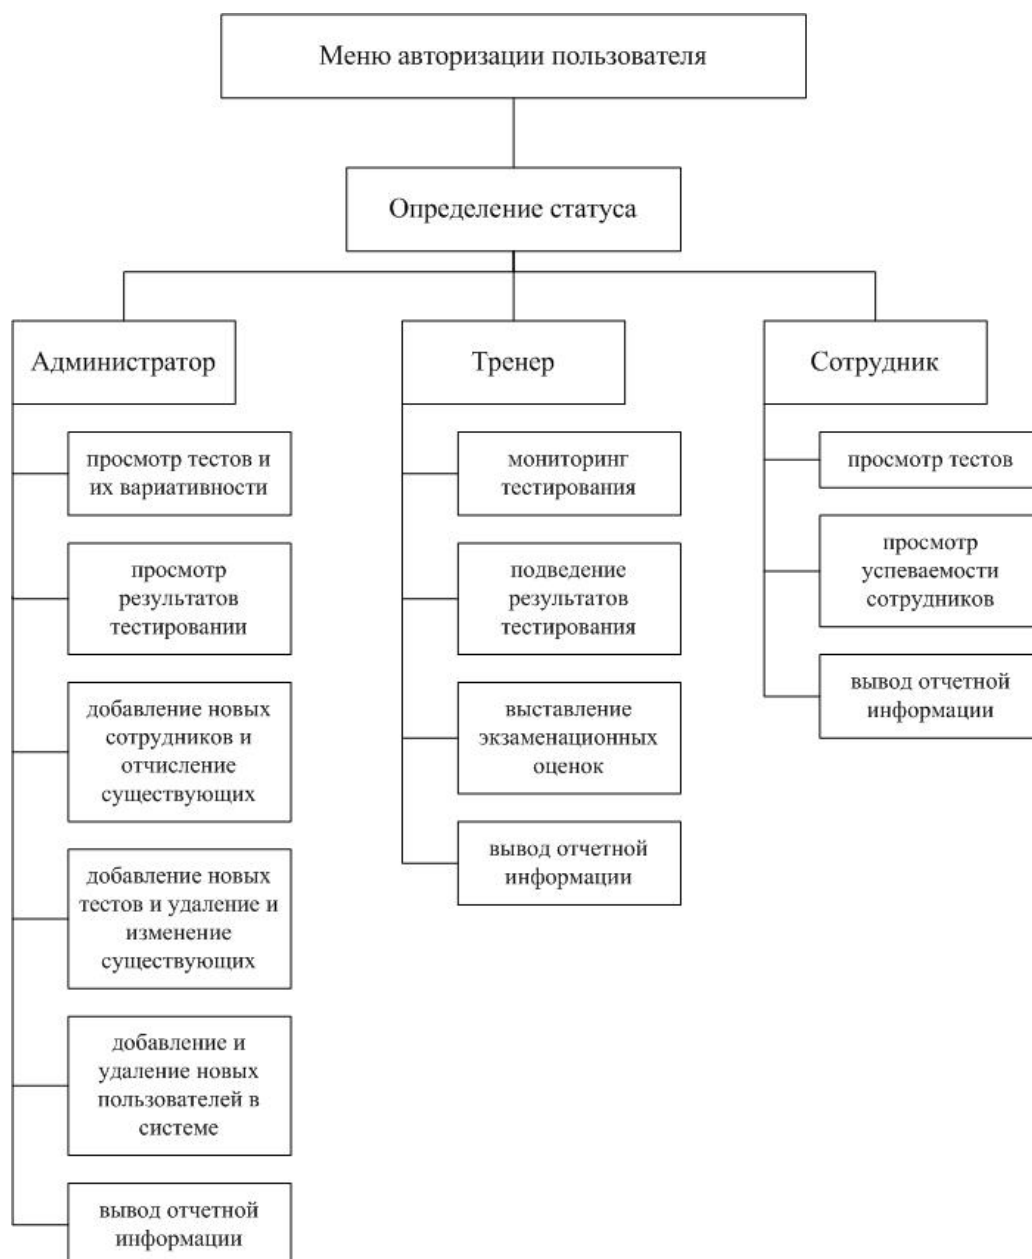 Меню авторизации пользователя
Определение статуса
Администратор
просмотр тестов и
их вариативности
просмотр
результатов
тестировании
добавление новых
сотрудников и
отчисление
существующих
добавление новых
тестов и удаление и
изменение
существующих
добавление и
удаление новых
пользователей в
системе
вывод отчетной
информации
Тренер
мониторинг
тестирования
подведение
результатов
тестирования
выставление
экзаменационных
оценок
вывод отчетной
информации
Сотрудник
просмотр тестов
просмотр
успеваемости
сотрудников
вывод отчетной
информации